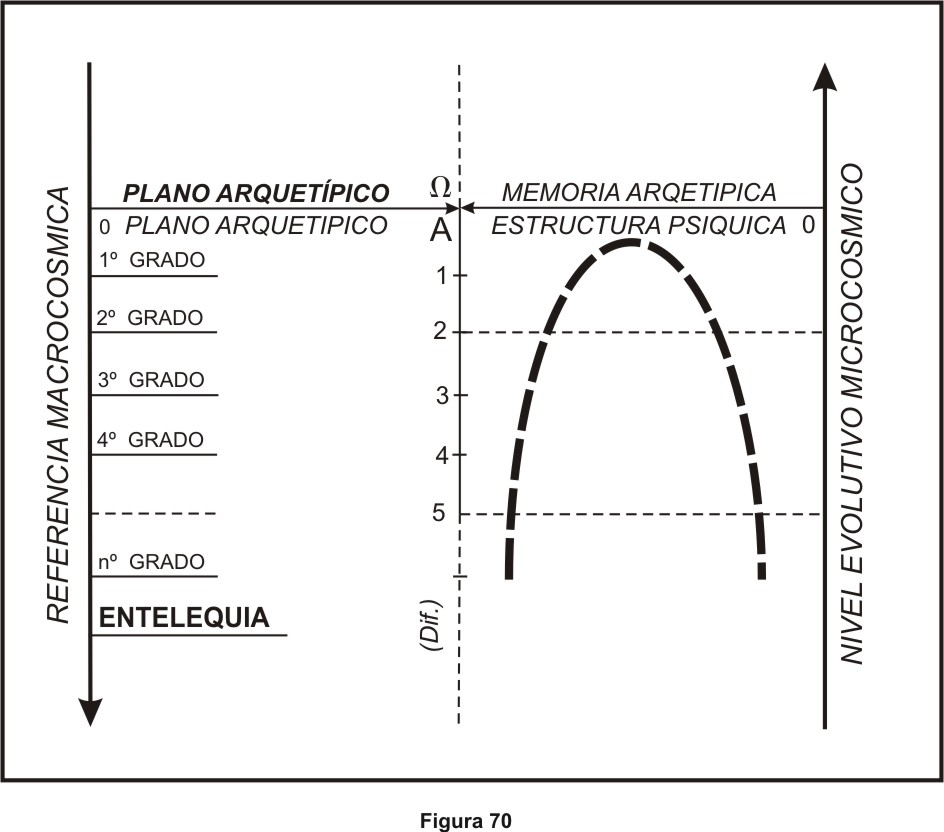 PLANO ARQUETÍPICO
Ω
MEMORIA ARQETIPICA
0 PLANO ARQUETIPICO
A
ESTRUCTURA PSIQUICA 0
1º GRADO
1
2º GRADO
2
3º GRADO
3
4º GRADO
4
5
nº GRADO
ENTELEQUIA
(Dif.)
REFERENCIA MACROCOSMICA
NIVEL EVOLUTIVO MICROCOSMICO
Figura 70